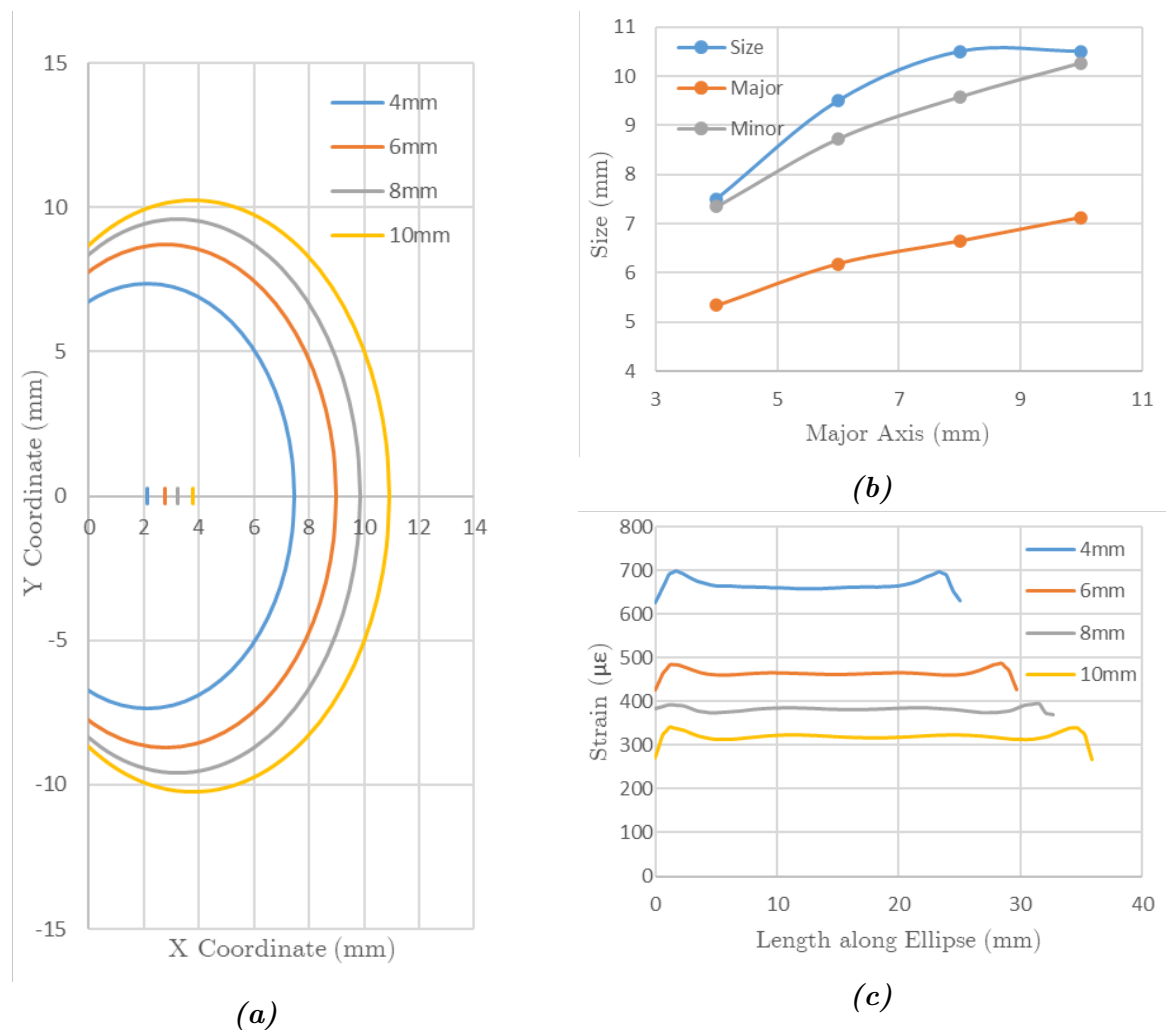 15
10
5
0
-5
-10
-15
0 2 4 6 8 10 12 14
Y Coordinate (mm)
X Coordinate (mm)
4mm
6mm
8mm
10mm
(a)
11
10
9
8
7
6
5
4
3 5 7 9 11
Size (mm)
Major Axis (mm)
Size
Major
Minor
(b)
800
700
600
500
400
300
200
100
0
0 10 20 30 40
Strain (με)
Length along Ellipse (mm)
4mm
6mm
8mm
10mm
(c)